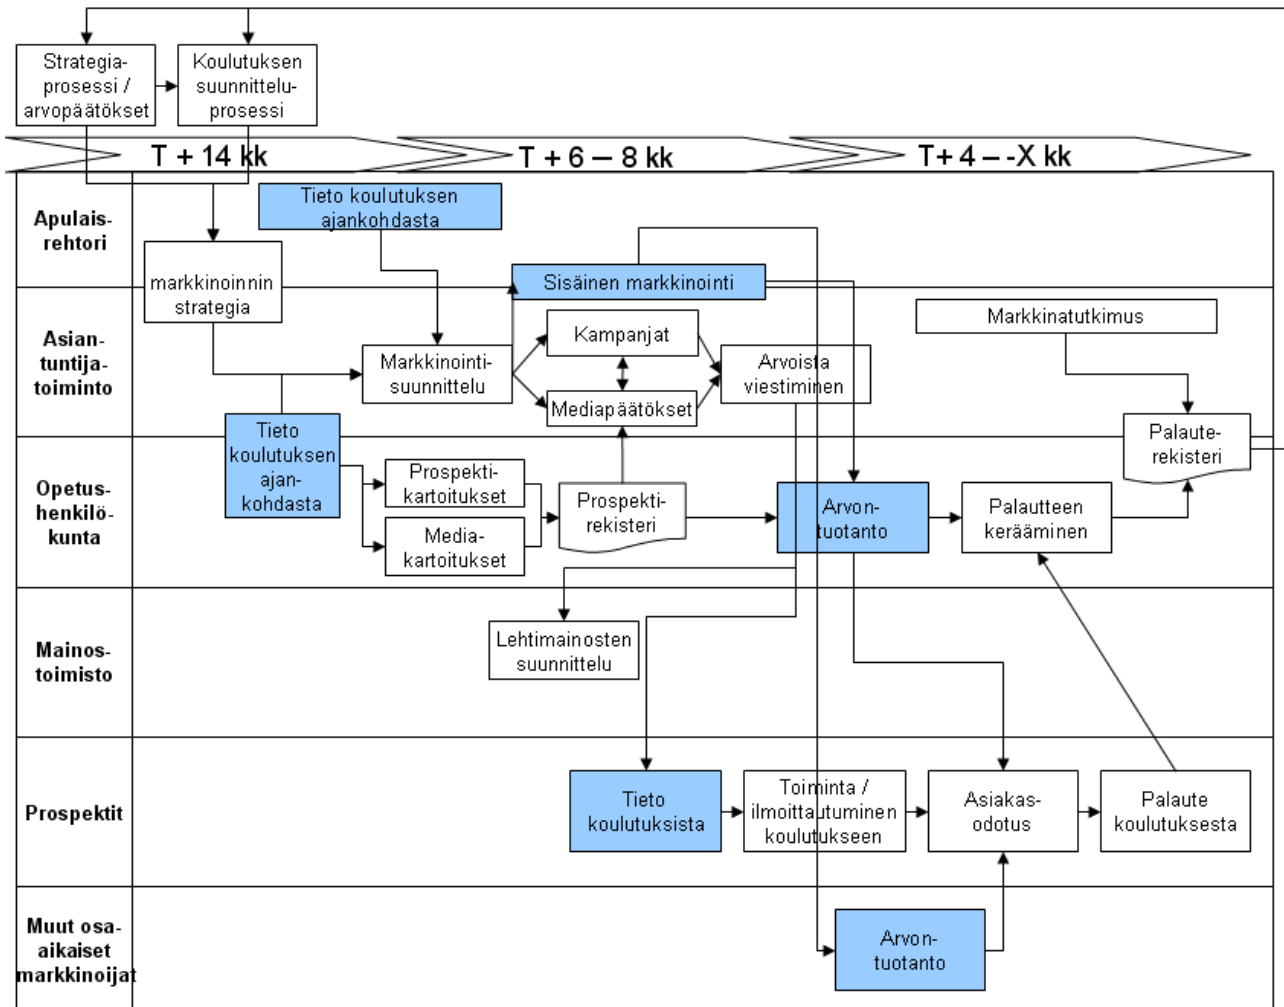 Strategia-
prosessi /
arvopäätökset
Koulutuksen
suunnittelu-
prosessi
T + 14 kk
T + 6 – 8 kk
T+ 4 – -X kk
Apulais-
rehtori
Tieto koulutuksen
ajankohdasta
markkinoinnin
strategia
Sisäinen markkinointi
Asian-
tuntija-
toiminto
Markkinointi-
suunnittelu
Kampanjat
Mediapäätökset
Arvoista
viestiminen
Markkinatutkimus
Tieto
koulutuksen
ajan-
kohdasta
Palaute-
rekisteri
Opetus-
henkilö-
kunta
Prospekti-
kartoitukset
Media-
kartoitukset
Prospekti-
rekisteri
Arvon-
tuotanto
Palautteen
kerääminen
Mainos-
toimisto
Lehtimainosten
suunnittelu
Prospektit
Tieto
koulutuksista
Toiminta /
ilmoittautuminen
koulutukseen
Asiakas-
odotus
Palaute
koulutuksesta
Muut osa-
aikaiset
markkinoijat
Arvon-
tuotanto